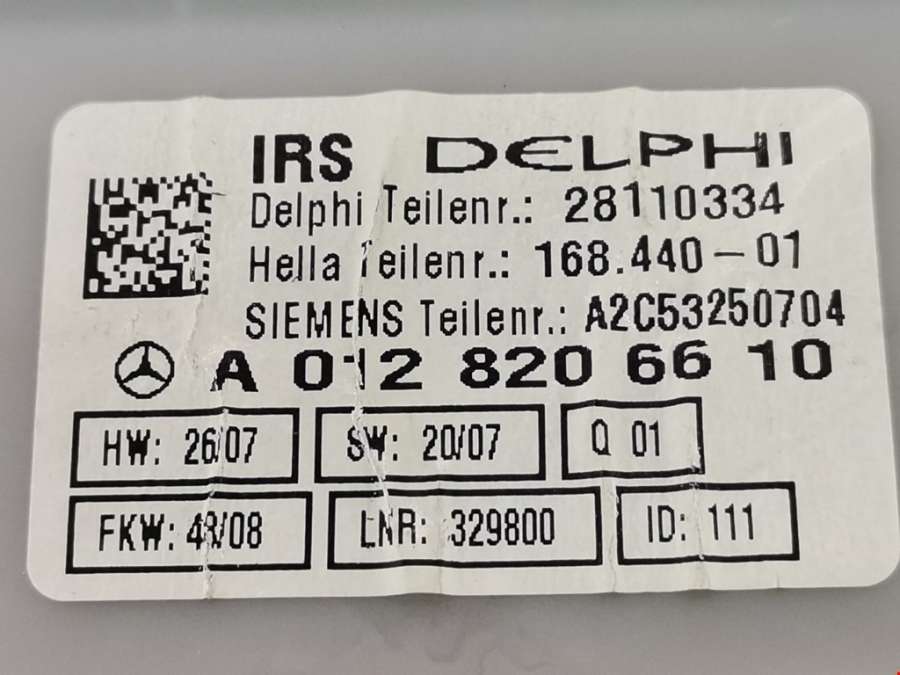 IRS DELPHI
Delphi Teilenr.: 28110334
Hella Teilenr.: 168.440-01
SIEMENS Teilenr.: A2C53250704
A 012 820 66 10
HW: 26/07 SW: 20/07 Q 01
FKW: 48/08 LNR: 329800 ID: 111